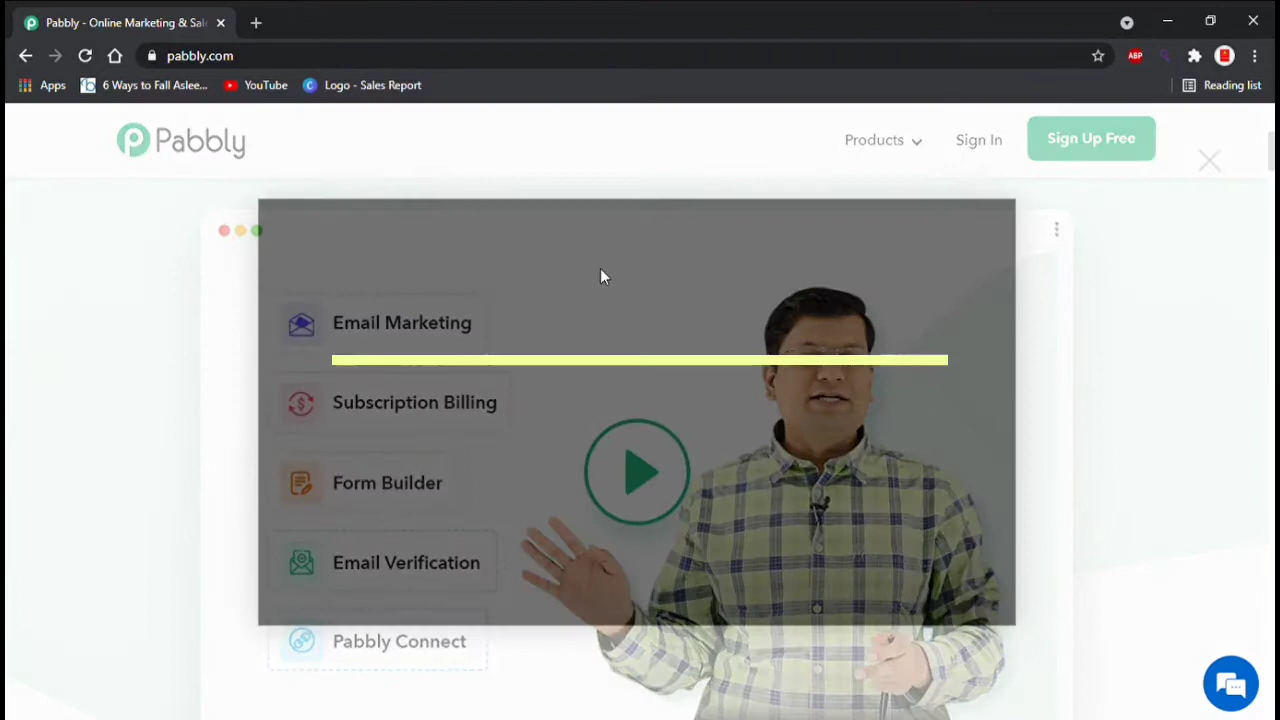 Pabbly - Online Marketing & Sal
pabbly.com
ABP
Apps
6 Ways to Fall Aslee...
YouTube
Logo - Sales Report
Reading list
Pabbly
Products
Sign In
Sign Up Free
Email Marketing
Subscription Billing
Form Builder
Email Verification
Pabbly Connect